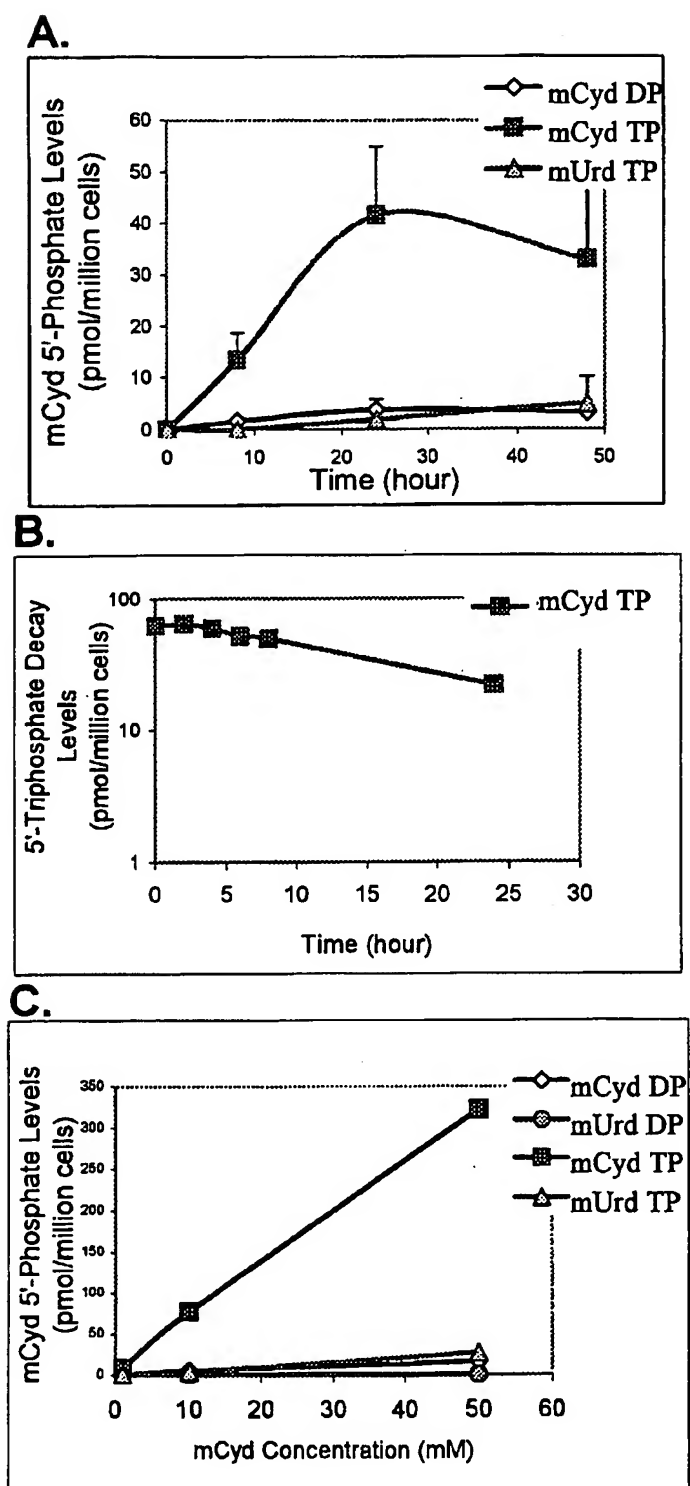 A.
mCyd DP
mCyd TP
mUrd TP
mCyd 5'-Phosphate Levels
(pmol/million cells)
60
50
40
30
20
10
0
0 10 20 30 40 50
Time (hour)
B.
mCyd TP
5'-Triphosphate Decay
Levels
(pmol/million cells)
100
10
1
0 5 10 15 20 25 30
Time (hour)
C.
mCyd DP
mUrd DP
mCyd TP
mUrd TP
mCyd 5'-Phosphate Levels
(pmol/million cells)
350
300
250
200
150
100
50
0
0 10 20 30 40 50 60
mCyd Concentration (mM)